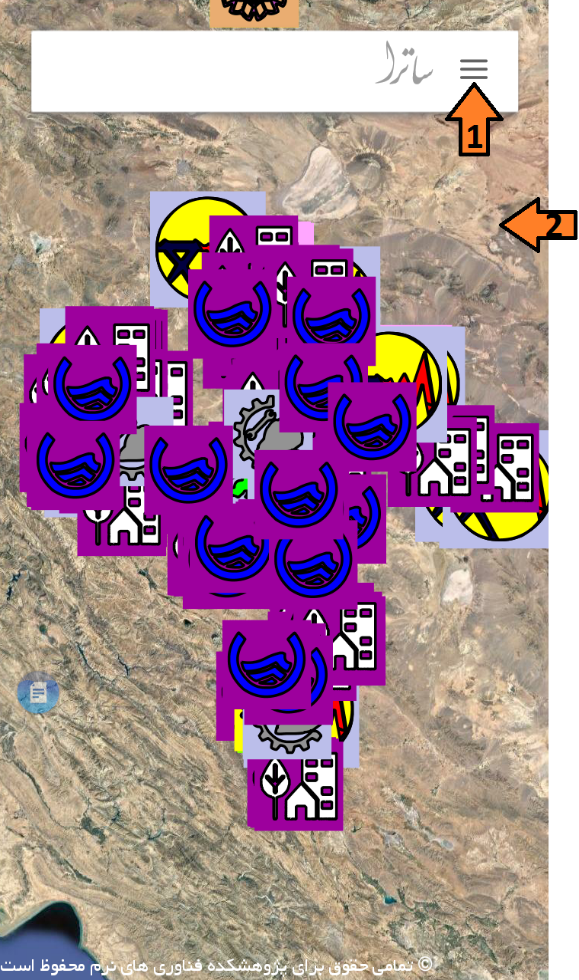 ساترا
1
2
© تمامی حقوق برای پژوهشکده فناوری های نرم محفوظ است